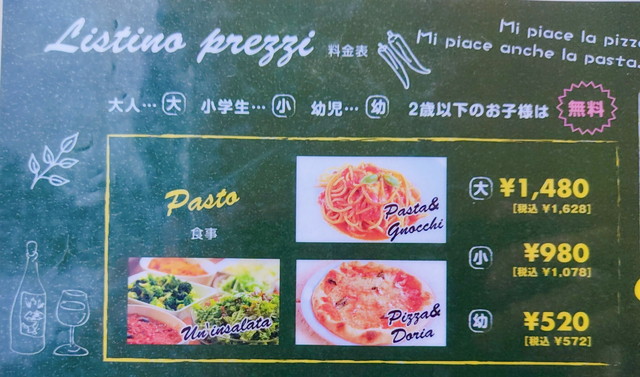 Listino prezzi 料金表
Mi piace la pizz
Mi piace anche la pasta.
大人…大 小学生…小 幼児…幼 2歳以下のお子様は 無料
Pasto
食事
Pasta&
Gnocchi
Un'insalata
Pizza&
Doria
大 ¥1,480
[税込 ¥1,628]
小 ¥980
[税込 ¥1,078]
幼 ¥520
[税込 ¥572]